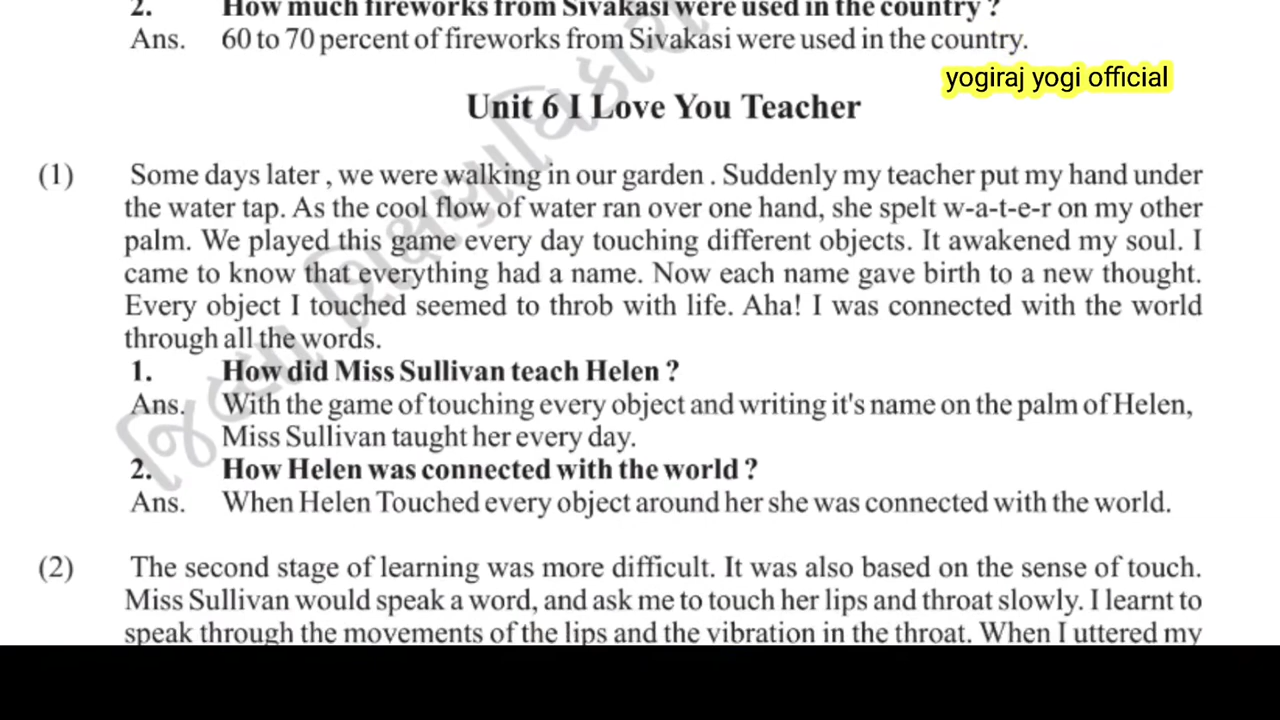 2. How much fireworks from Sivakasi were used in the country ?
Ans. 60 to 70 percent of fireworks from Sivakasi were used in the country.
yogiraj yogi official
Unit 6 I Love You Teacher
(1) Some days later , we were walking in our garden . Suddenly my teacher put my hand under
the water tap. As the cool flow of water ran over one hand, she spelt w-a-t-e-r on my other
palm. We played this game every day touching different objects. It awakened my soul. I
came to know that everything had a name. Now each name gave birth to a new thought.
Every object I touched seemed to throb with life. Aha! I was connected with the world
through all the words.
1. How did Miss Sullivan teach Helen ?
Ans. With the game of touching every object and writing it's name on the palm of Helen,
Miss Sullivan taught her every day.
2. How Helen was connected with the world ?
Ans. When Helen Touched every object around her she was connected with the world.
(2) The second stage of learning was more difficult. It was also based on the sense of touch.
Miss Sullivan would speak a word, and ask me to touch her lips and throat slowly. I learnt to
speak through the movements of the lips and the vibration in the throat. When I uttered my